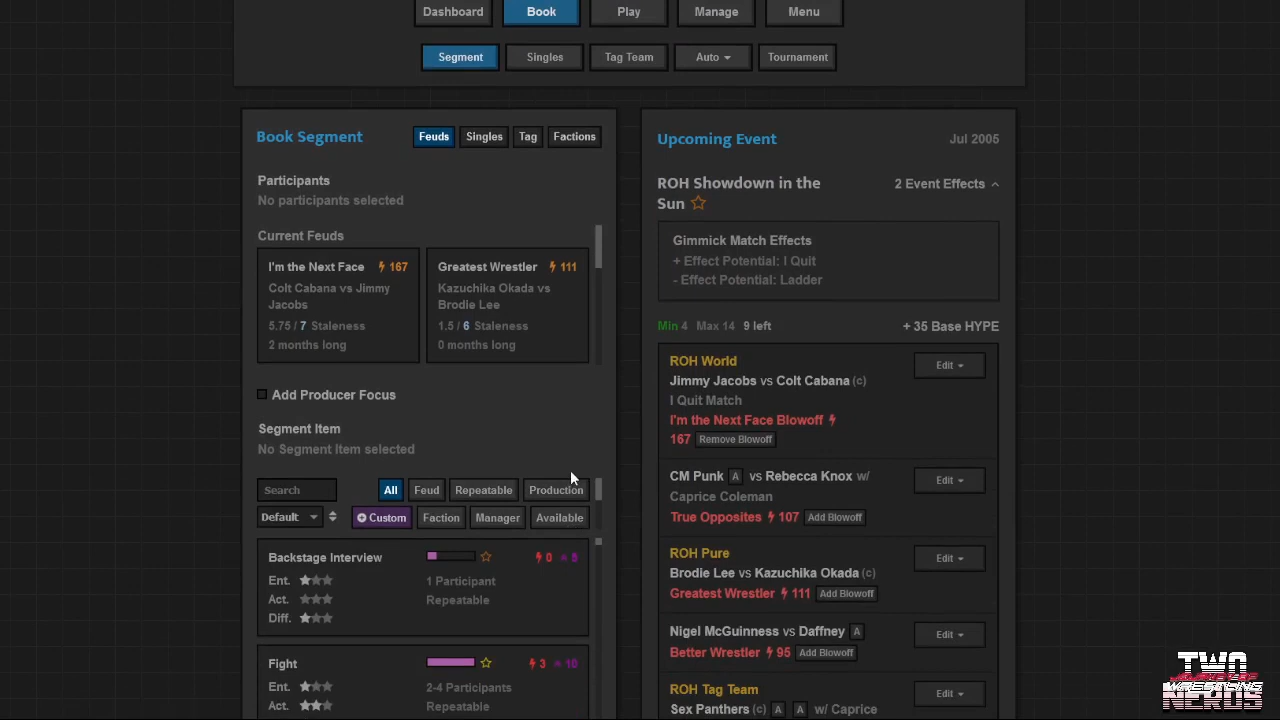 Dashboard Book Play Manage Menu
Segment Singles Tag Team Auto Tournament
Book Segment Feuds Singles Tag Factions
Participants
No participants selected
Current Feuds
I'm the Next Face 167
Colt Cabana vs Jimmy
Jacobs
5.75 / 7 Staleness
2 months long
Greatest Wrestler 111
Kazuchika Okada vs
Brodie Lee
1.5 / 6 Staleness
0 months long
Add Producer Focus
Segment Item
No Segment Item selected
Search All Feud Repeatable Production
Default Custom Faction Manager Available
Backstage Interview 0 5
Ent. 1 Participant
Act. Repeatable
Diff.
Fight 3 10
Ent. 2-4 Participants
Act. Repeatable
Upcoming Event Jul 2005
ROH Showdown in the
Sun
2 Event Effects
Gimmick Match Effects
+ Effect Potential: I Quit
- Effect Potential: Ladder
Min 4 Max 14 9 left + 35 Base HYPE
ROH World
Jimmy Jacobs vs Colt Cabana (c)
I Quit Match
I'm the Next Face Blowoff
167 Remove Blowoff
Edit
CM Punk A vs Rebecca Knox w/
Caprice Coleman
True Opposites 107 Add Blowoff
Edit
ROH Pure
Brodie Lee vs Kazuchika Okada (c)
Greatest Wrestler 111 Add Blowoff
Edit
Nigel McGuinness vs Daffney A
Better Wrestler 95 Add Blowoff
Edit
ROH Tag Team
Sex Panthers (c) A A w/ Caprice
Edit
TWO
WRESTLING
NERDS